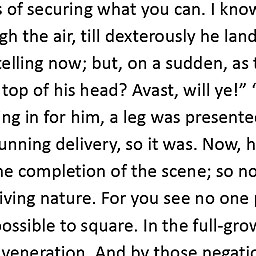 s of securing what you can. I know
gh the air, till dexterously he land
telling now; but, on a sudden, as t
top of his head? Avast, will ye!” “
ng in for him, a leg was presented
unning delivery, so it was. Now, h
he completion of the scene; so no
iving nature. For you see no one p
possible to square. In the full-grow
veneration. And by those negatio